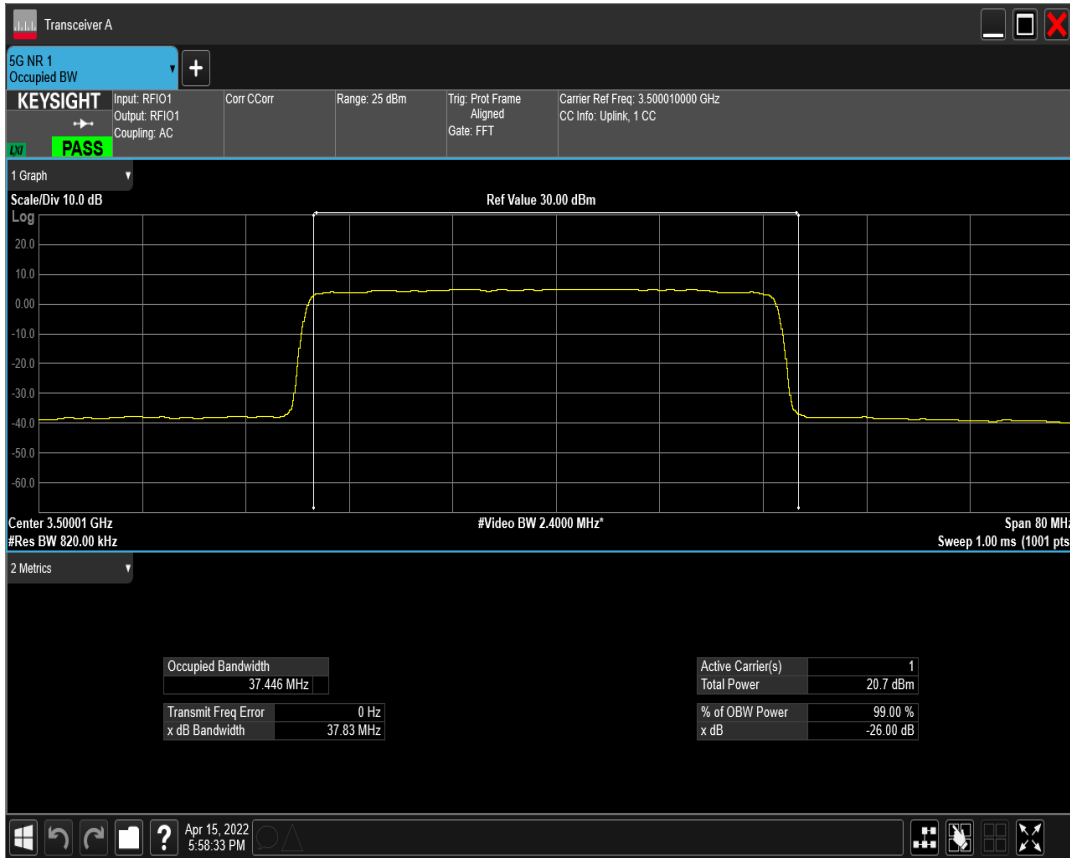 Transceiver A
5G NR 1
Occupied BW
+
KEYSIGHT
LXI
PASS
Input: RFIO1
Output: RFIO1
Coupling: AC
Corr CCorr
Range: 25 dBm
Trig: Prot Frame
Aligned
Gate: FFT
Carrier Ref Freq: 3.500010000 GHz
CC Info: Uplink, 1 CC
1 Graph
Scale/Div 10.0 dB
Ref Value 30.00 dBm
Log
20.0
10.0
0.00
-10.0
-20.0
-30.0
-40.0
-50.0
-60.0
Center 3.50001 GHz
#Video BW 2.4000 MHz*
Span 80 MHz
#Res BW 820.00 kHz
Sweep 1.00 ms (1001 pts
2 Metrics
Occupied Bandwidth
37.446 MHz
Transmit Freq Error 0 Hz
x dB Bandwidth 37.83 MHz
Active Carrier(s) 1
Total Power 20.7 dBm
% of OBW Power 99.00 %
x dB -26.00 dB
?
Apr 15, 2022
5:58:33 PM